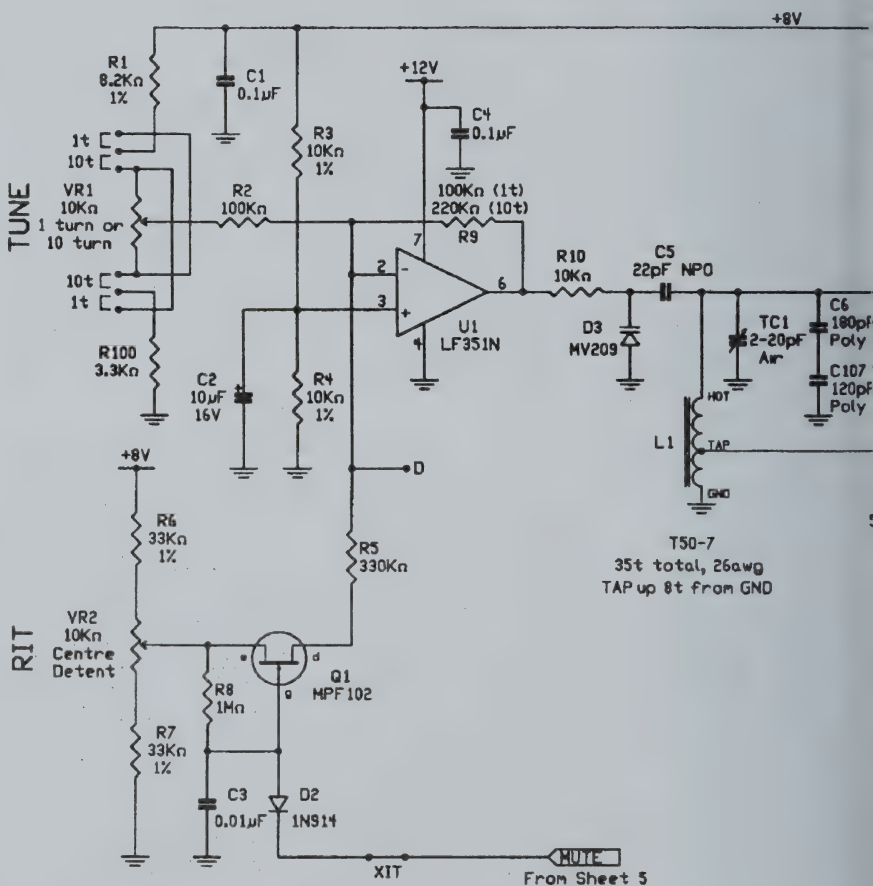 +8V
R1
8.2KΩ
1%
C1
0.1µF
+12V
C4
0.1µF
R3
10KΩ
1%
1t
10t
TUNE
VR1
10KΩ
1 turn or
10 turn
R2
100KΩ
100KΩ (1t)
220KΩ (10t)
R9
7
2
-
3
+
6
4
U1
LF351N
R10
10KΩ
C5
22pF NPO
D3
MV209
TC1
2-20pF
Air
C6
180pF
Poly
C107
120pF
Poly
10t
1t
R100
3.3KΩ
C2
+
10µF
16V
R4
10KΩ
1%
L1
HOT
TAP
GND
D
T50-7
35t total, 26awg
TAP up 8t from GND
+8V
R6
33KΩ
1%
R5
330KΩ
RIT
VR2
10KΩ
Centre
Detent
s
d
g
Q1
MPF102
R8
1MΩ
R7
33KΩ
1%
C3
0.01µF
D2
1N914
XIT
MUTE
From Sheet 5